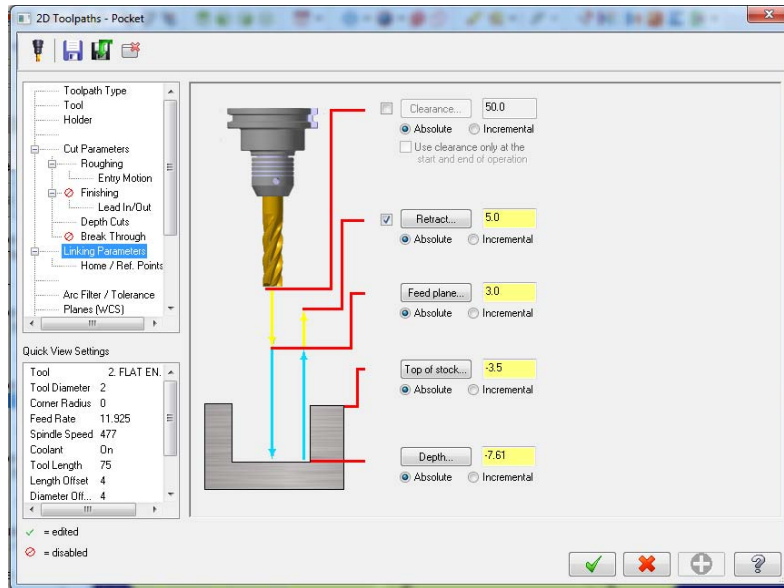 2D Toolpaths - Pocket
Toolpath Type
Tool
Holder
Cut Parameters
Roughing
Entry Motion
Finishing
Lead In/Out
Depth Cuts
Break Through
Linking Parameters
Home / Ref. Points
Arc Filter / Tolerance
Planes (WCS)
Quick View Settings
Tool 2. FLAT EN.
Tool Diameter 2
Corner Radius 0
Feed Rate 11.925
Spindle Speed 477
Coolant On
Tool Length 75
Length Offset 4
Diameter Off... 4
= edited
= disabled
Clearance... 50.0
Absolute Incremental
Use clearance only at the
start and end of operation
Retract... 5.0
Absolute Incremental
Feed plane... 3.0
Absolute Incremental
Top of stock... -3.5
Absolute Incremental
Depth... -7.61
Absolute Incremental